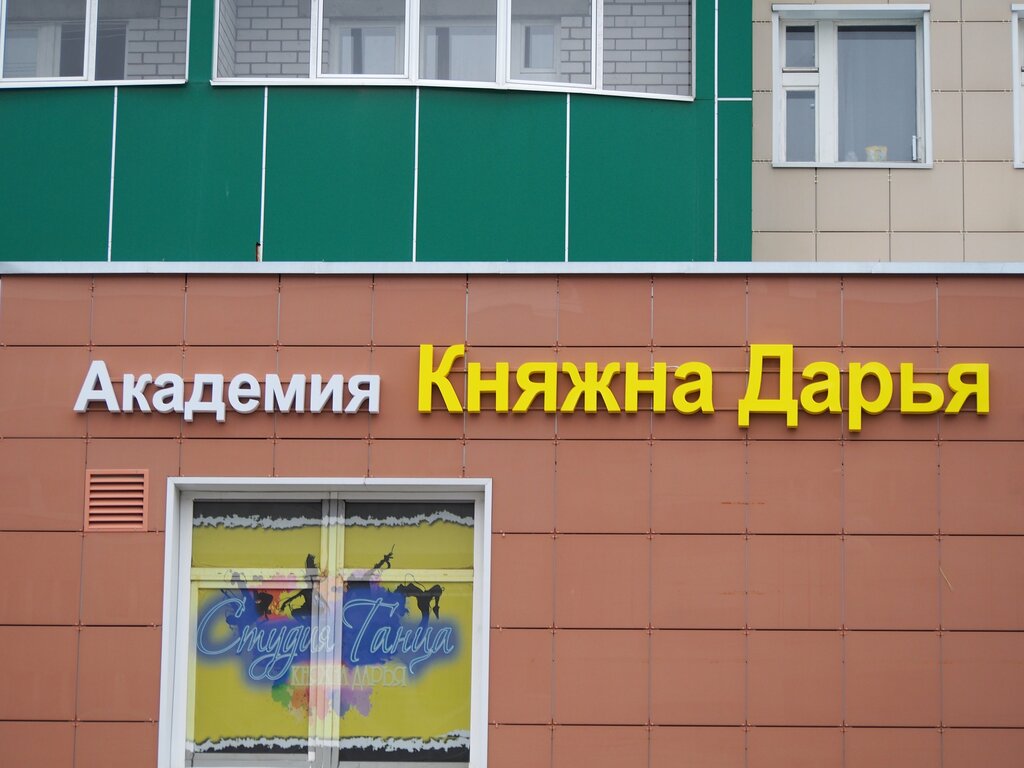 Академия Княжна Дарья
Студия Танца
КНЯЖНА ДАРЬЯ